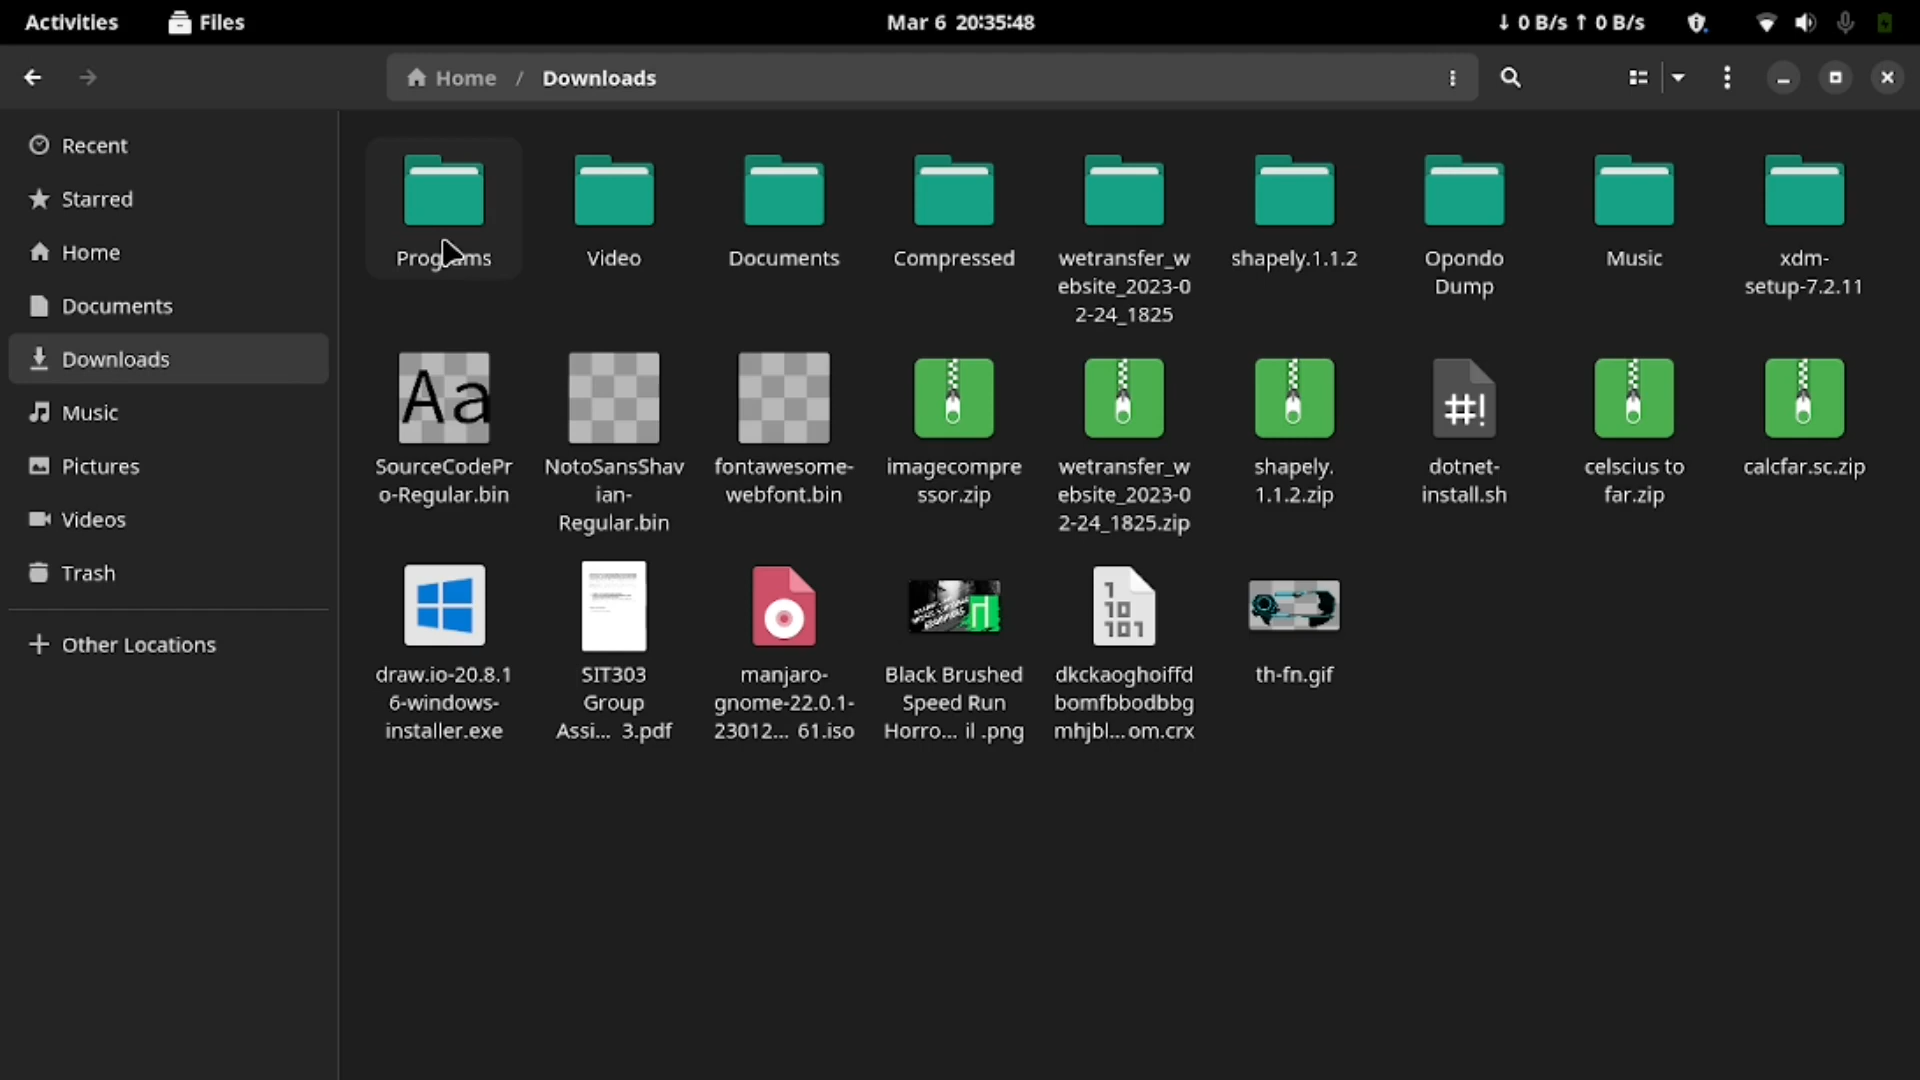 Activities Files Mar 6 20:35:48 ↓ 0 B/s ↑ 0 B/s
Home / Downloads
Recent
Starred
Home
Documents
Downloads
Music
Pictures
Videos
Trash
+ Other Locations
Programs
Video
Documents
Compressed
wetransfer_w
ebsite_2023-0
2-24_1825
shapely.1.1.2
Opondo
Dump
Music
xdm-
setup-7.2.11
Aa
SourceCodePr
o-Regular.bin
NotoSansShav
ian-
Regular.bin
fontawesome-
webfont.bin
imagecompre
ssor.zip
wetransfer_w
ebsite_2023-0
2-24_1825.zip
shapely.
1.1.2.zip
#!
dotnet-
install.sh
celscius to
far.zip
calcfar.sc.zip
draw.io-20.8.1
6-windows-
installer.exe
SIT303
Group
Assi... 3.pdf
manjaro-
gnome-22.0.1-
23012... 61.iso
Black Brushed
Speed Run
Horro... il .png
1
10
101
dkckaoghoiffd
bomfbbodbbg
mhjbl...om.crx
th-fn.gif